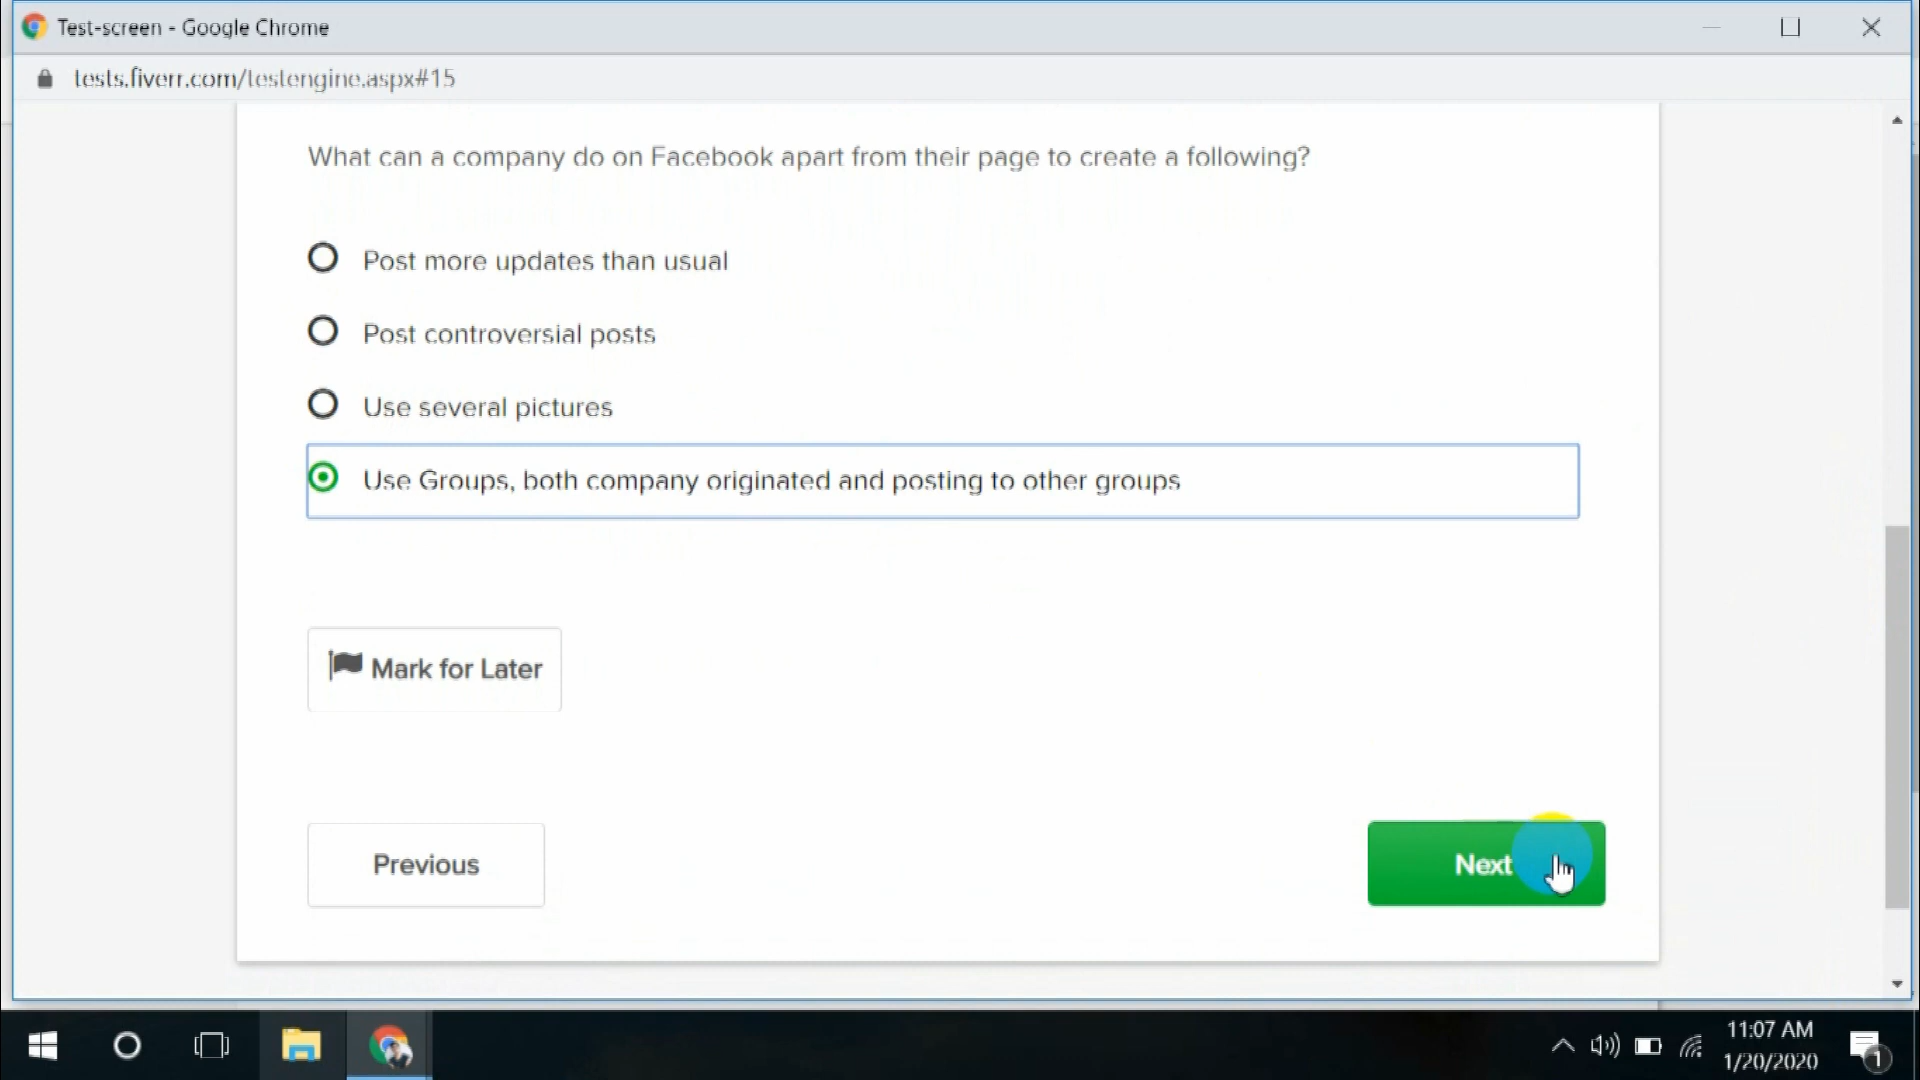 Test-screen - Google Chrome
tests.fiverr.com/testengine.aspx#15
What can a company do on Facebook apart from their page to create a following?
Post more updates than usual
Post controversial posts
Use several pictures
Use Groups, both company originated and posting to other groups
Mark for Later
Previous
Next
11:07 AM
1/20/2020
1